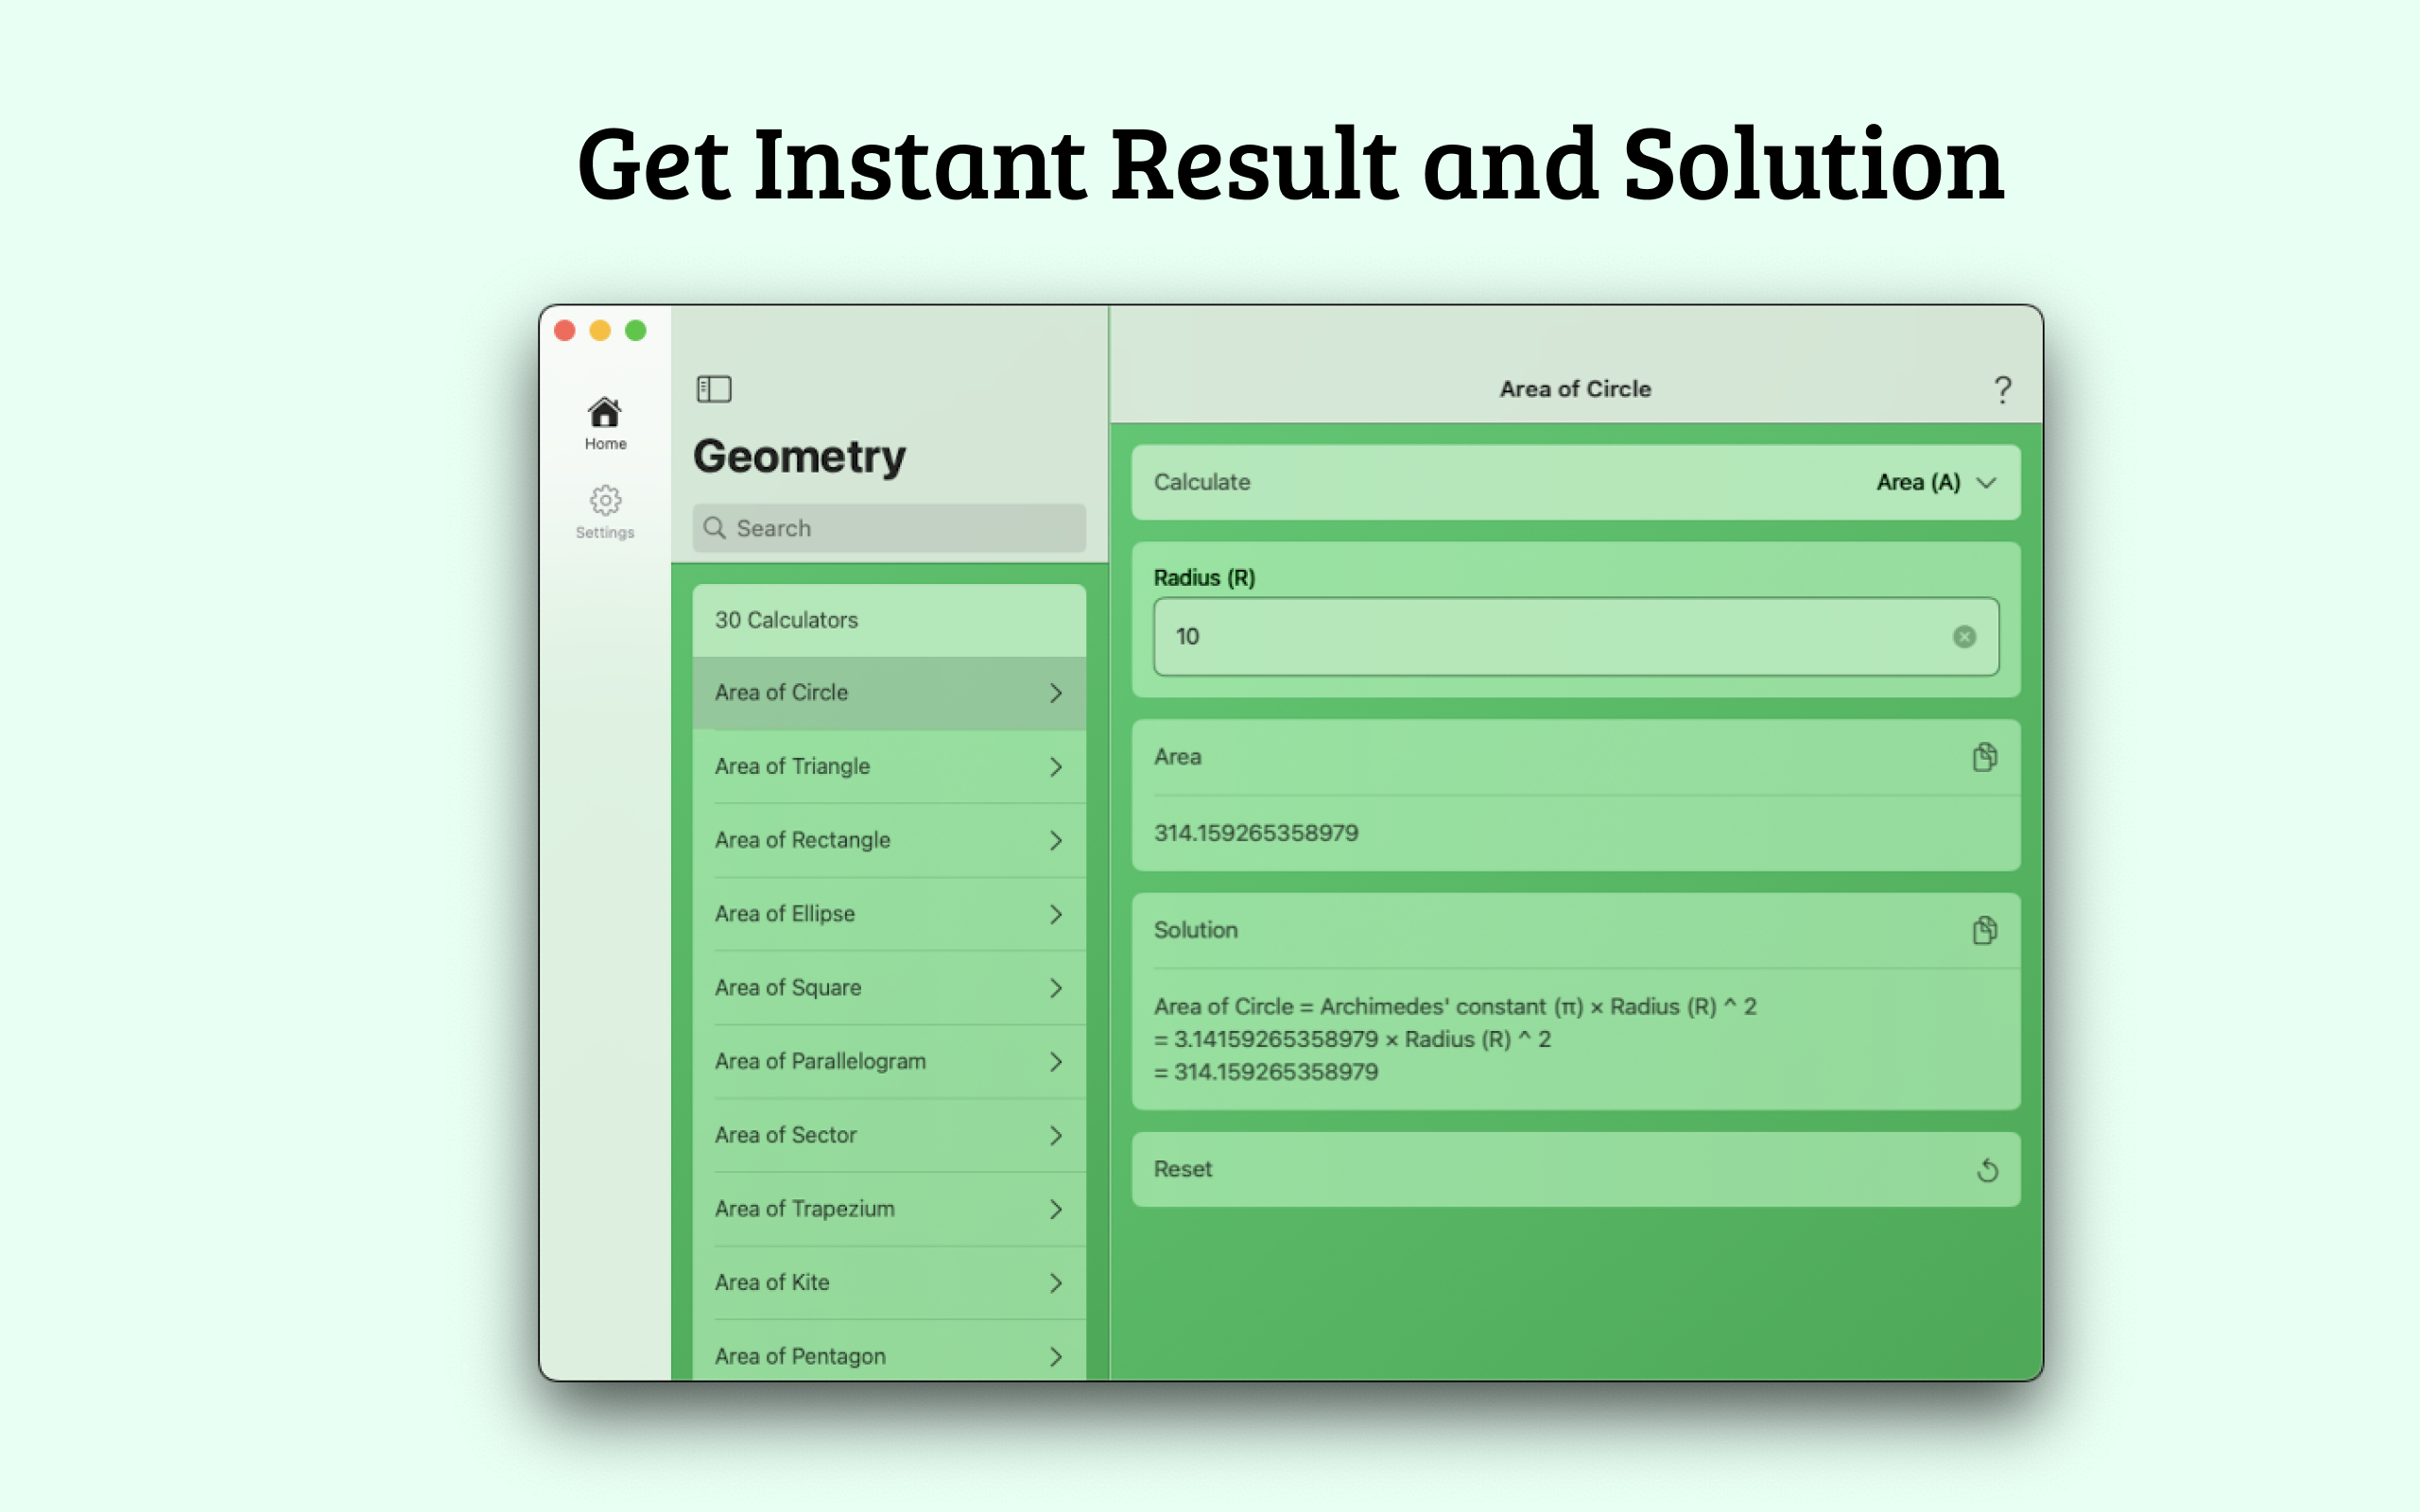 Get Instant Result and Solution
Home
Settings
Geometry
Search
30 Calculators
Area of Circle
Area of Triangle
Area of Rectangle
Area of Ellipse
Area of Square
Area of Parallelogram
Area of Sector
Area of Trapezium
Area of Kite
Area of Pentagon
Area of Circle
?
Calculate
Area (A)
Radius (R)
10
Area
314.159265358979
Solution
Area of Circle = Archimedes' constant (π) × Radius (R) ^ 2
= 3.14159265358979 × Radius (R) ^ 2
= 314.159265358979
Reset